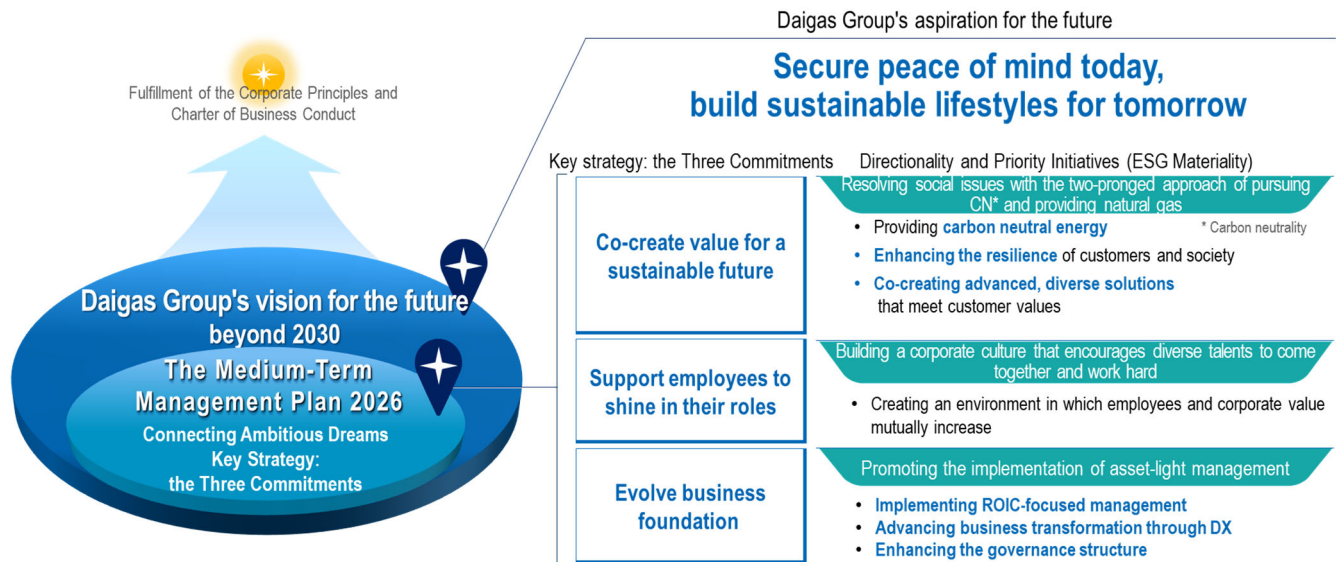 Fulfillment of the Corporate Principles and
Charter of Business Conduct
Daigas Group's vision for the future
beyond 2030
The Medium-Term
Management Plan 2026
Connecting Ambitious Dreams
Key Strategy:
the Three Commitments
Daigas Group's aspiration for the future
Secure peace of mind today,
build sustainable lifestyles for tomorrow
Key strategy: the Three Commitments
Directionality and Priority Initiatives (ESG Materiality)
Co-create value for a
sustainable future
Resolving social issues with the two-pronged approach of pursuing
CN* and providing natural gas
• Providing carbon neutral energy
* Carbon neutrality
• Enhancing the resilience of customers and society
• Co-creating advanced, diverse solutions
that meet customer values
Support employees to
shine in their roles
Building a corporate culture that encourages diverse talents to come
together and work hard
• Creating an environment in which employees and corporate value
mutually increase
Evolve business
foundation
Promoting the implementation of asset-light management
• Implementing ROIC-focused management
• Advancing business transformation through DX
• Enhancing the governance structure